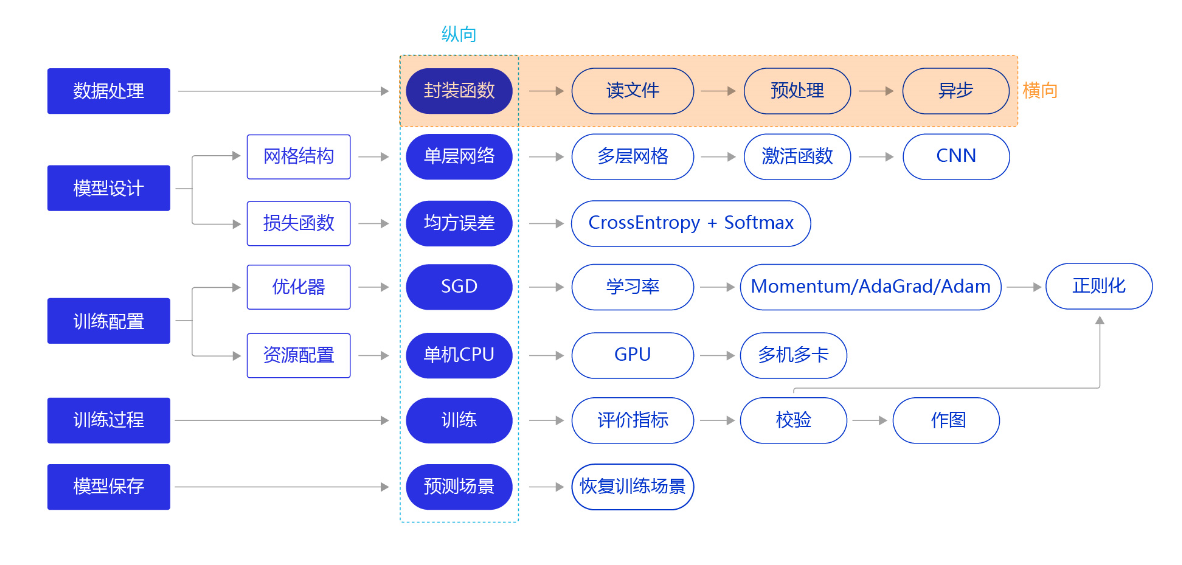 纵向
数据处理
封装函数
读文件
预处理
异步
横向
网格结构
单层网络
多层网格
激活函数
CNN
模型设计
损失函数
均方误差
CrossEntropy + Softmax
优化器
SGD
学习率
Momentum/AdaGrad/Adam
正则化
训练配置
资源配置
单机CPU
GPU
多机多卡
训练过程
训练
评价指标
校验
作图
模型保存
预测场景
恢复训练场景